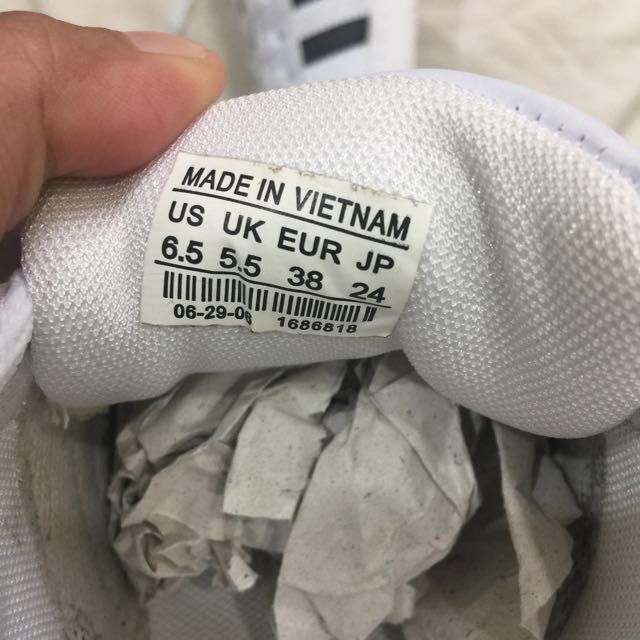 MADE IN VIETNAM
US UK EUR JP
6.5 5.5 38 24
06-29-06 1686818